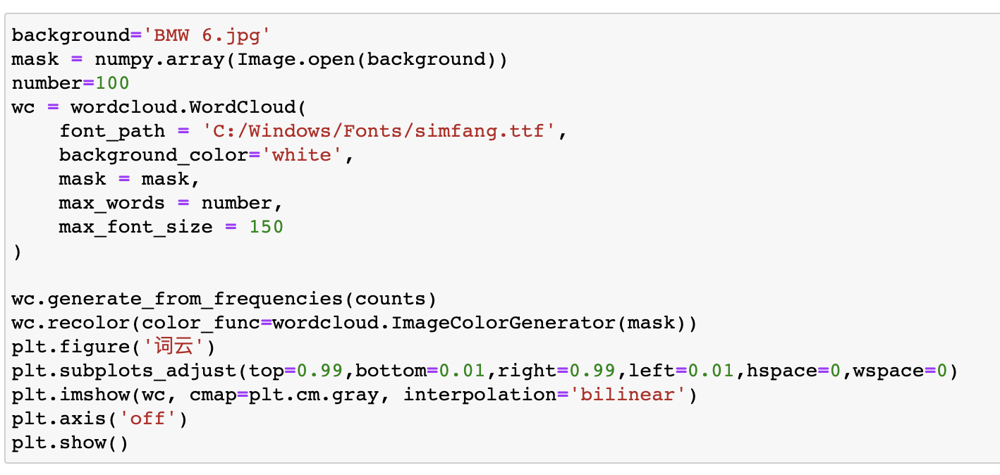 background='BMW 6.jpg'
mask = numpy.array(Image.open(background))
number=100
wc = wordcloud.WordCloud(
    font_path = 'C:/Windows/Fonts/simfang.ttf',
    background_color='white',
    mask = mask,
    max_words = number,
    max_font_size = 150
)

wc.generate_from_frequencies(counts)
wc.recolor(color_func=wordcloud.ImageColorGenerator(mask))
plt.figure('词云')
plt.subplots_adjust(top=0.99,bottom=0.01,right=0.99,left=0.01,hspace=0,wspace=0)
plt.imshow(wc, cmap=plt.cm.gray, interpolation='bilinear')
plt.axis('off')
plt.show()